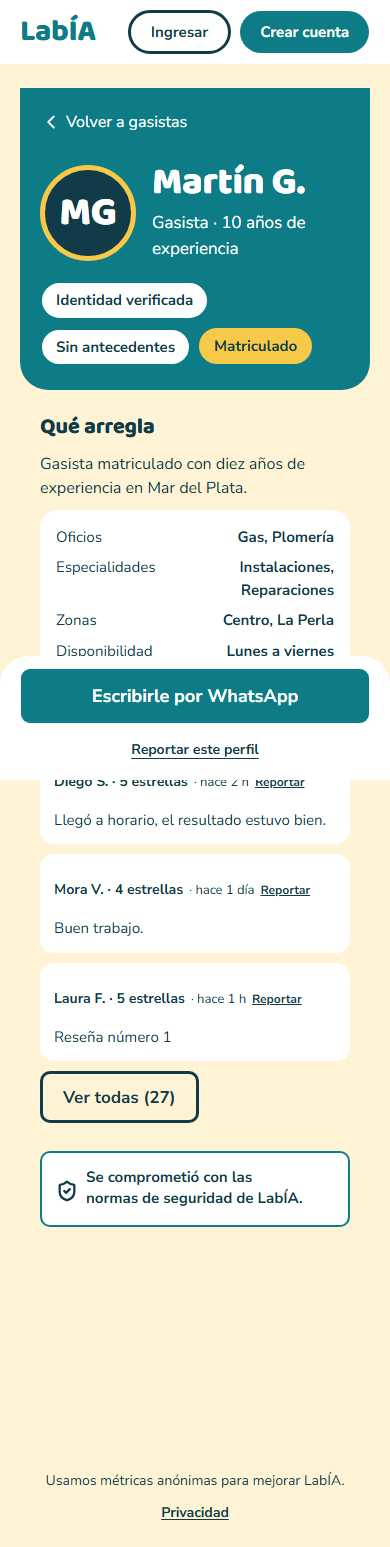 LabÍA
Ingresar
Crear cuenta
Volver a gasistas
MG
Martín G.
Gasista · 10 años de
experiencia
Identidad verificada
Sin antecedentes
Matriculado
Qué arregla
Gasista matriculado con diez años de
experiencia en Mar del Plata.
Oficios Gas, Plomería
Especialidades Instalaciones,
Reparaciones
Zonas Centro, La Perla
Disponibilidad Lunes a viernes
Escribirle por WhatsApp
Reportar este perfil
Diego S. · 5 estrellas · hace 2 h Reportar
Llegó a horario, el resultado estuvo bien.
Mora V. · 4 estrellas · hace 1 día Reportar
Buen trabajo.
Laura F. · 5 estrellas · hace 1 h Reportar
Reseña número 1
Ver todas (27)
Se comprometió con las
normas de seguridad de LabÍA.
Usamos métricas anónimas para mejorar LabÍA.
Privacidad